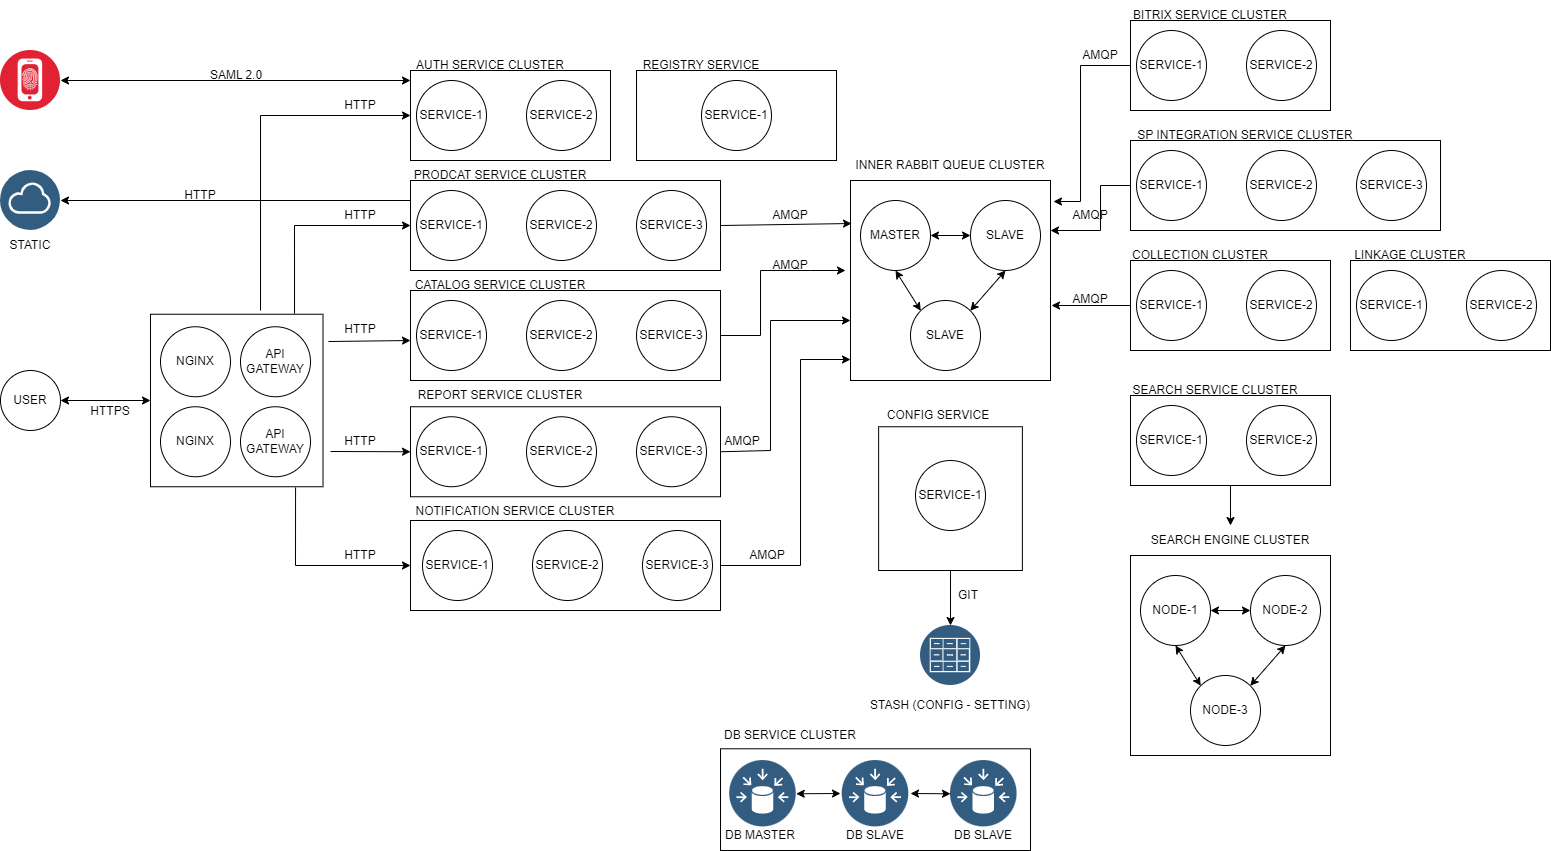 BITRIX SERVICE CLUSTER
AMQP
SERVICE-1
SERVICE-2
SAML 2.0
AUTH SERVICE CLUSTER
REGISTRY SERVICE
HTTP
SERVICE-1
SERVICE-2
SERVICE-1
SP INTEGRATION SERVICE CLUSTER
SERVICE-1
SERVICE-2
SERVICE-3
AMQP
INNER RABBIT QUEUE CLUSTER
MASTER
SLAVE
SLAVE
STATIC
HTTP
PRODCAT SERVICE CLUSTER
HTTP
SERVICE-1
SERVICE-2
SERVICE-3
AMQP
COLLECTION CLUSTER
AMQP
SERVICE-1
SERVICE-2
LINKAGE CLUSTER
SERVICE-1
SERVICE-2
CATALOG SERVICE CLUSTER
HTTP
SERVICE-1
SERVICE-2
SERVICE-3
AMQP
USER
HTTPS
NGINX
API
GATEWAY
NGINX
API
GATEWAY
REPORT SERVICE CLUSTER
HTTP
SERVICE-1
SERVICE-2
SERVICE-3
AMQP
NOTIFICATION SERVICE CLUSTER
HTTP
SERVICE-1
SERVICE-2
SERVICE-3
AMQP
CONFIG SERVICE
SERVICE-1
GIT
STASH (CONFIG - SETTING)
SEARCH SERVICE CLUSTER
SERVICE-1
SERVICE-2
SEARCH ENGINE CLUSTER
NODE-1
NODE-2
NODE-3
DB SERVICE CLUSTER
DB MASTER
DB SLAVE
DB SLAVE